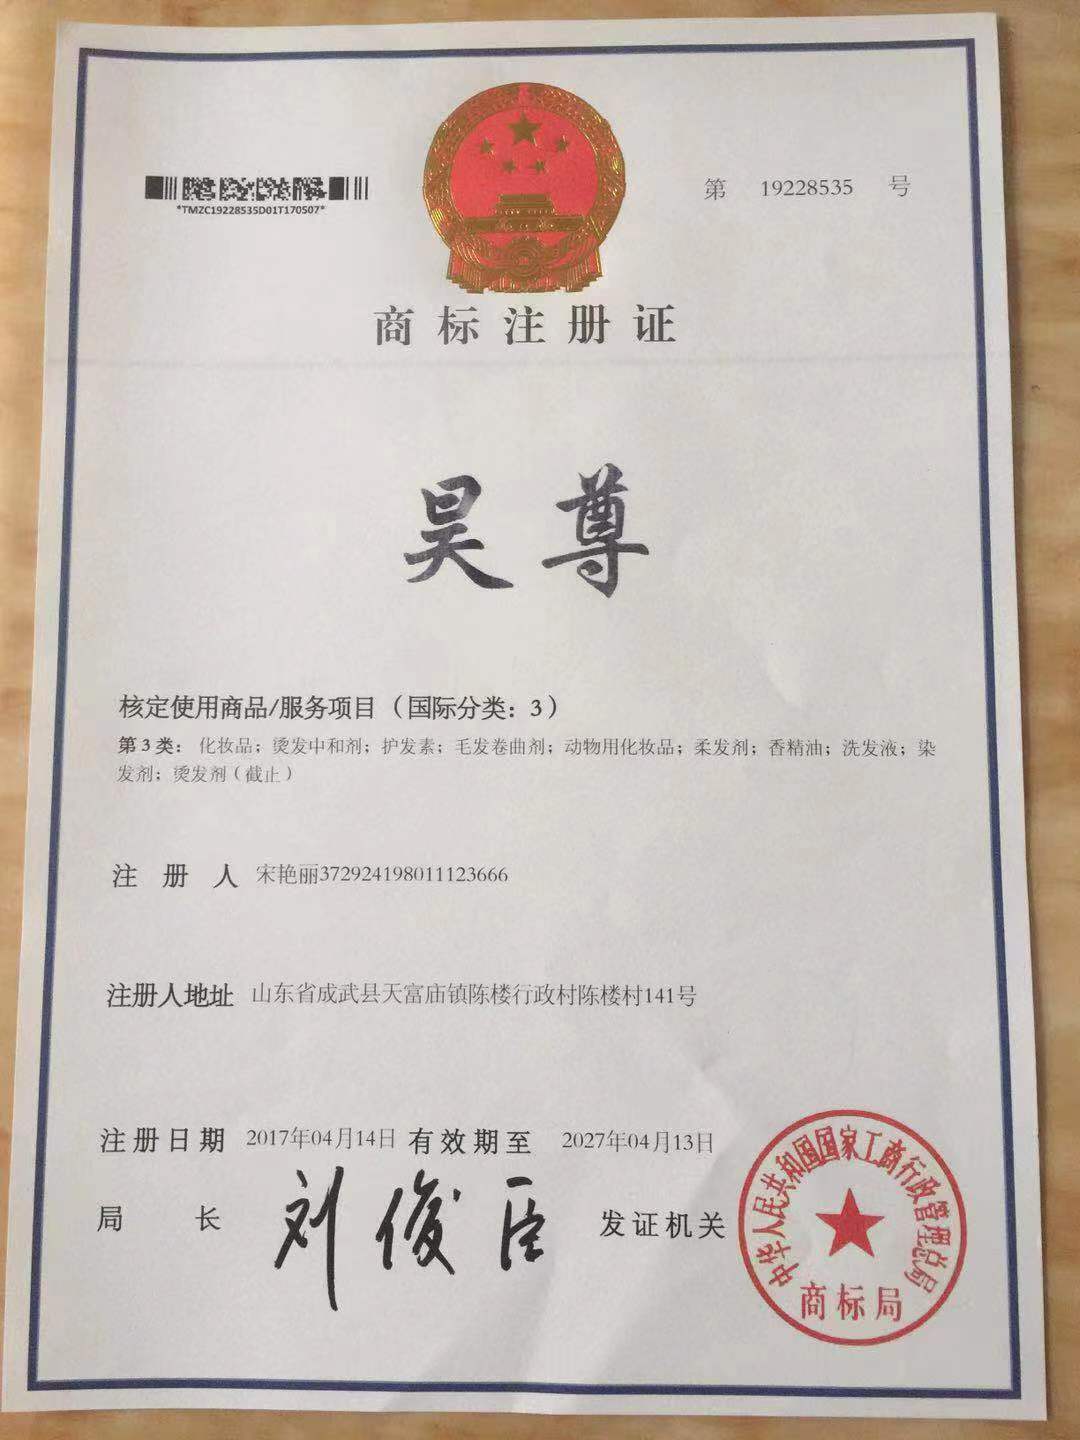 *TMZC19228535D01T170507*
第 19228535 号
商标注册证
昊尊
核定使用商品/服务项目（国际分类：3）
第3类：化妆品；烫发中和剂；护发素；毛发卷曲剂；动物用化妆品；柔发剂；香精油；洗发液；染
发剂；烫发剂（截止）
注册人 宋艳丽372924198011123666
注册人地址 山东省成武县天富庙镇陈楼行政村陈楼村141号
注册日期 2017年04月14日 有效期至 2027年04月13日
局长 刘俊臣 发证机关
中华人民共和国国家工商行政管理总局
商标局